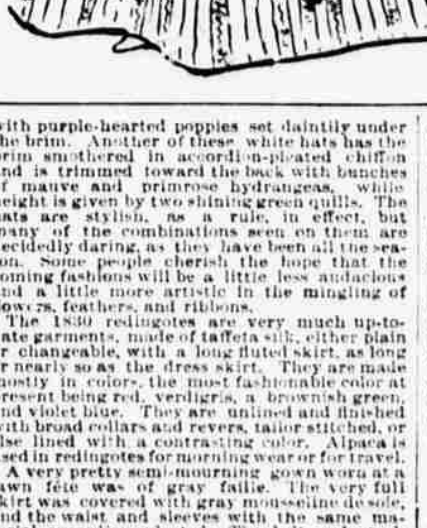 with purple-hearted poppies set daintily under
the brim. Another of these white hats has the
brim smothered in accordion-pleated chiffon
and is trimmed toward the back with bunches
of mauve and primrose hydrangeas, while
height is given by two shining green quills. The
hats are stylish, as a rule, in effect, but
many of the combinations seen on them are
decidedly daring, as they have been all the sea-
son. Some people cherish the hope that the
coming fashions will be a little less audacious
and a little more artistic in the mingling of
flowers, feathers, and ribbons.
The 1830 redingotes are very much up-to-
date garments, made of taffeta silk, either plain
or changeable, with a long fluted skirt, as long
or nearly so as the dress skirt. They are made
mostly in colors, the most fashionable color at
present being red, verdigris, a brownish green,
and violet blue. They are unlined and finished
with broad collars and revers, tailor stitched, or
else lined with a contrasting color. Alpaca is
used in redingotes for morning wear or for travel.
A very pretty semi-mourning gown worn at a
lawn fête was of gray faille. The very full
skirt was covered with gray mousseline de soie,
and the waist and sleeves with the same ma-